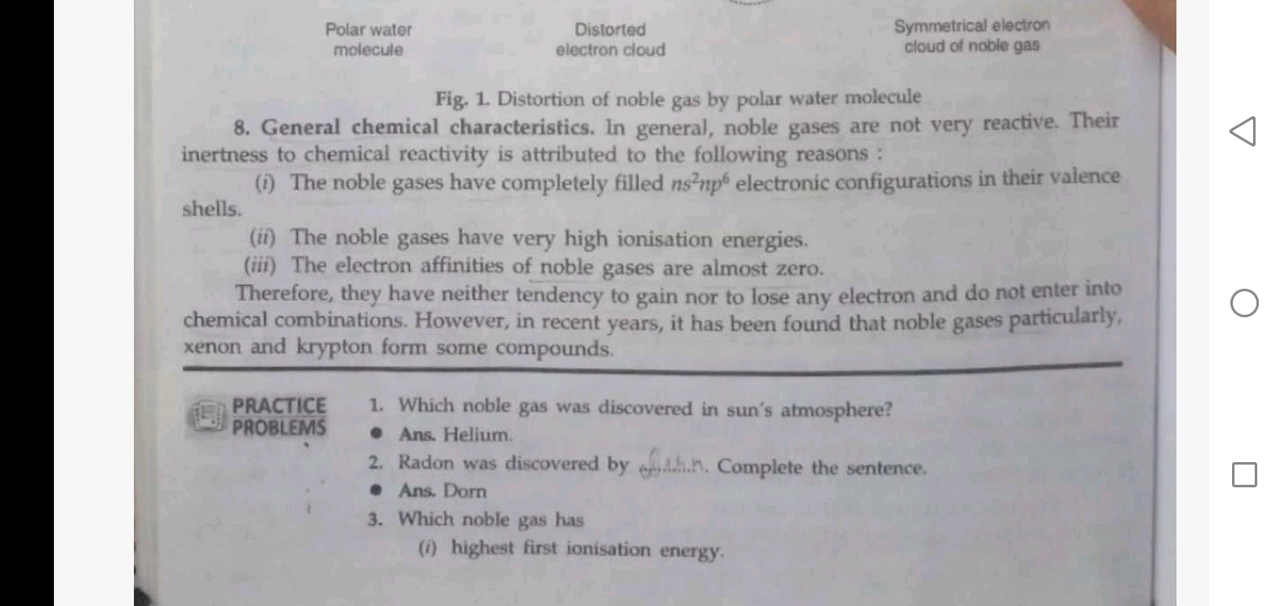 Polar water
molecule
Distorted
electron cloud
Symmetrical electron
cloud of noble gas
Fig. 1. Distortion of noble gas by polar water molecule
8. General chemical characteristics. In general, noble gases are not very reactive. Their
inertness to chemical reactivity is attributed to the following reasons :
(i) The noble gases have completely filled ns²np⁶ electronic configurations in their valence
shells.
(ii) The noble gases have very high ionisation energies.
(iii) The electron affinities of noble gases are almost zero.
Therefore, they have neither tendency to gain nor to lose any electron and do not enter into
chemical combinations. However, in recent years, it has been found that noble gases particularly,
xenon and krypton form some compounds.
PRACTICE
PROBLEMS
1. Which noble gas was discovered in sun's atmosphere?
• Ans. Helium.
2. Radon was discovered by ........ Complete the sentence.
• Ans. Dorn
3. Which noble gas has
(i) highest first ionisation energy.